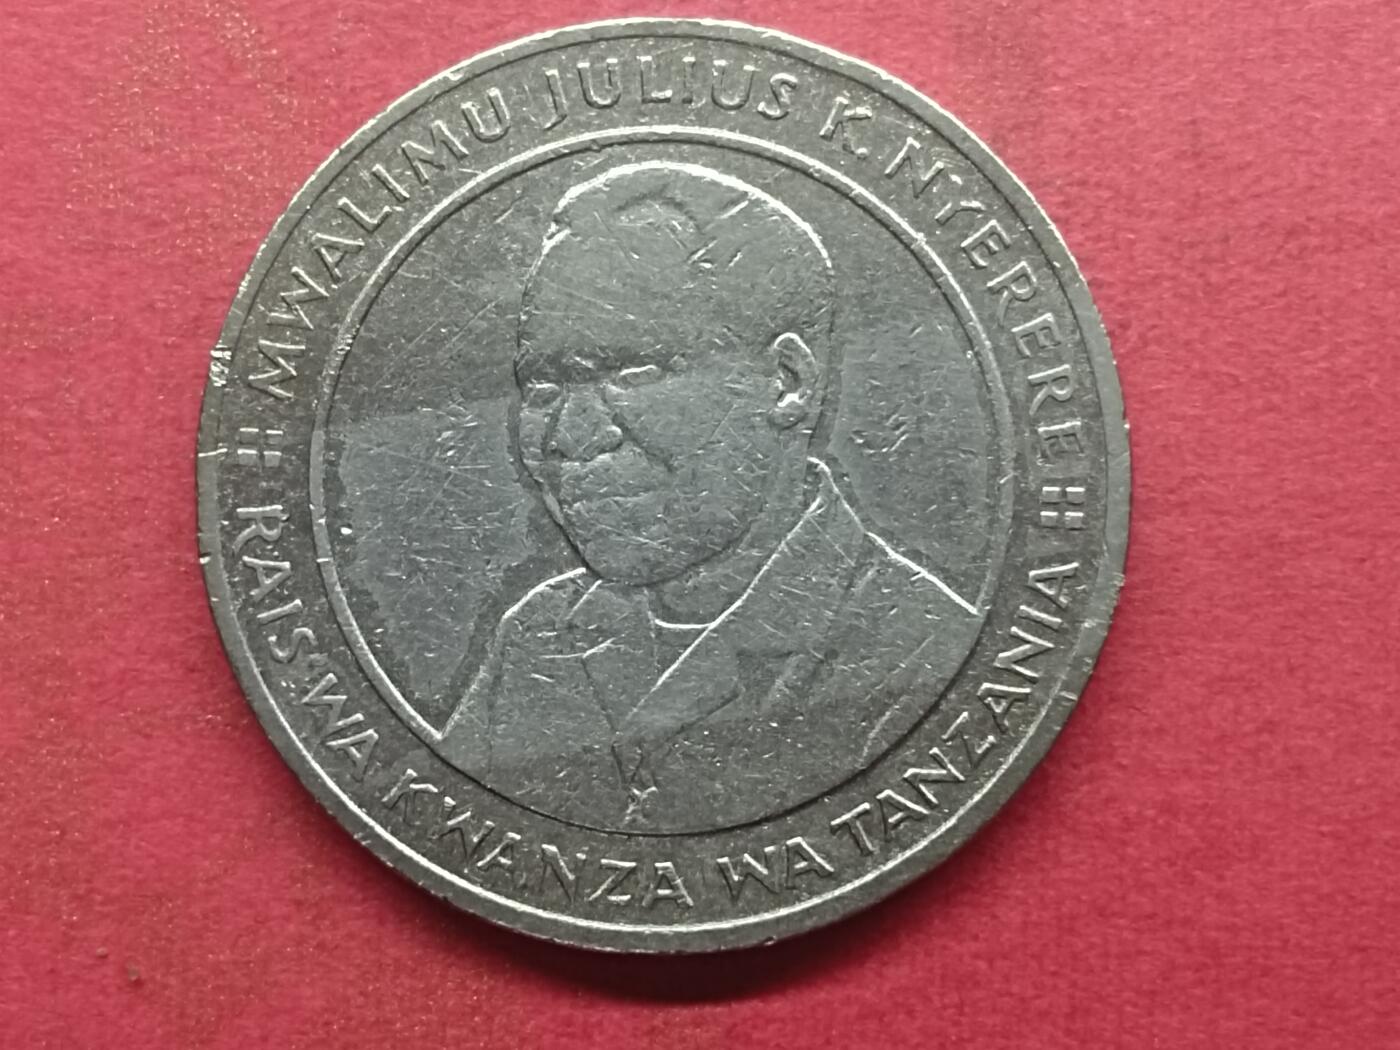 MWALIMU JULIUS K. NYERERE
RAIS WA KWANZA WA TANZANIA